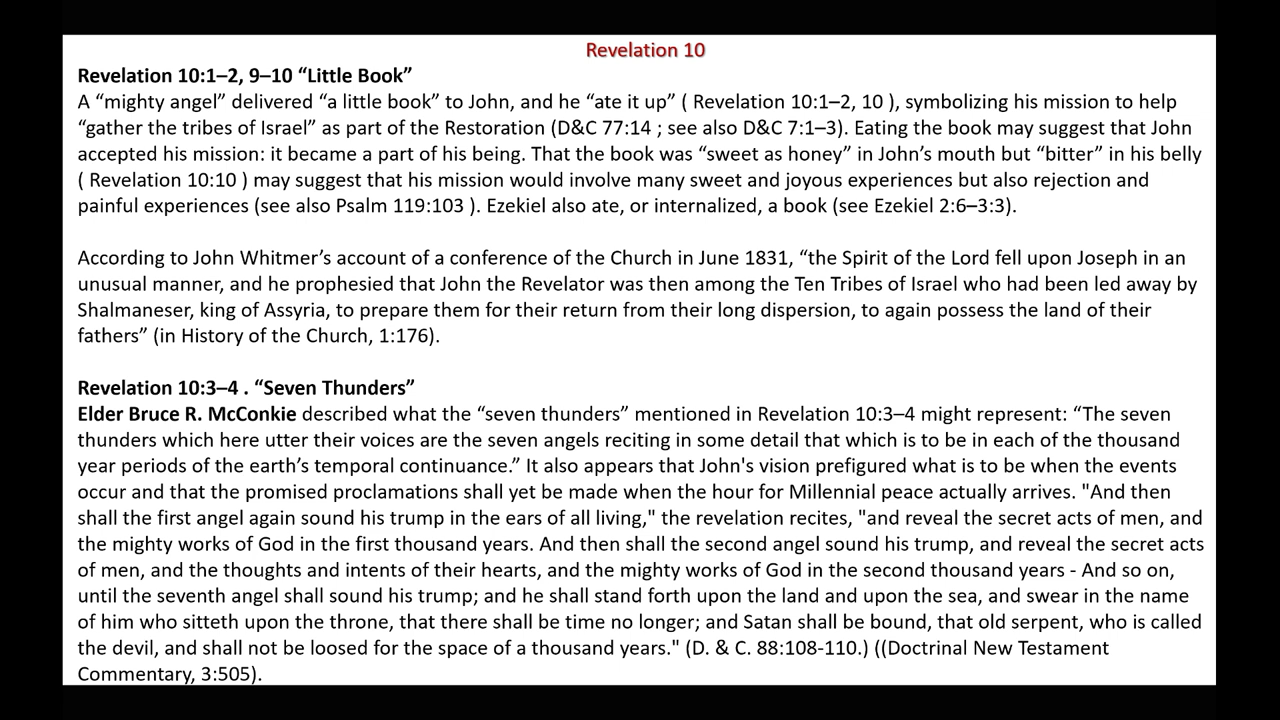 Revelation 10
Revelation 10:1–2, 9–10 “Little Book”
A “mighty angel” delivered “a little book” to John, and he “ate it up” ( Revelation 10:1–2, 10 ), symbolizing his mission to help
“gather the tribes of Israel” as part of the Restoration (D&C 77:14 ; see also D&C 7:1–3). Eating the book may suggest that John
accepted his mission: it became a part of his being. That the book was “sweet as honey” in John’s mouth but “bitter” in his belly
( Revelation 10:10 ) may suggest that his mission would involve many sweet and joyous experiences but also rejection and
painful experiences (see also Psalm 119:103 ). Ezekiel also ate, or internalized, a book (see Ezekiel 2:6–3:3).
According to John Whitmer’s account of a conference of the Church in June 1831, “the Spirit of the Lord fell upon Joseph in an
unusual manner, and he prophesied that John the Revelator was then among the Ten Tribes of Israel who had been led away by
Shalmaneser, king of Assyria, to prepare them for their return from their long dispersion, to again possess the land of their
fathers” (in History of the Church, 1:176).
Revelation 10:3–4 . “Seven Thunders”
Elder Bruce R. McConkie described what the “seven thunders” mentioned in Revelation 10:3–4 might represent: “The seven
thunders which here utter their voices are the seven angels reciting in some detail that which is to be in each of the thousand
year periods of the earth’s temporal continuance.” It also appears that John's vision prefigured what is to be when the events
occur and that the promised proclamations shall yet be made when the hour for Millennial peace actually arrives. "And then
shall the first angel again sound his trump in the ears of all living," the revelation recites, "and reveal the secret acts of men, and
the mighty works of God in the first thousand years. And then shall the second angel sound his trump, and reveal the secret acts
of men, and the thoughts and intents of their hearts, and the mighty works of God in the second thousand years - And so on,
until the seventh angel shall sound his trump; and he shall stand forth upon the land and upon the sea, and swear in the name
of him who sitteth upon the throne, that there shall be time no longer; and Satan shall be bound, that old serpent, who is called
the devil, and shall not be loosed for the space of a thousand years." (D. & C. 88:108-110.) ((Doctrinal New Testament
Commentary, 3:505).